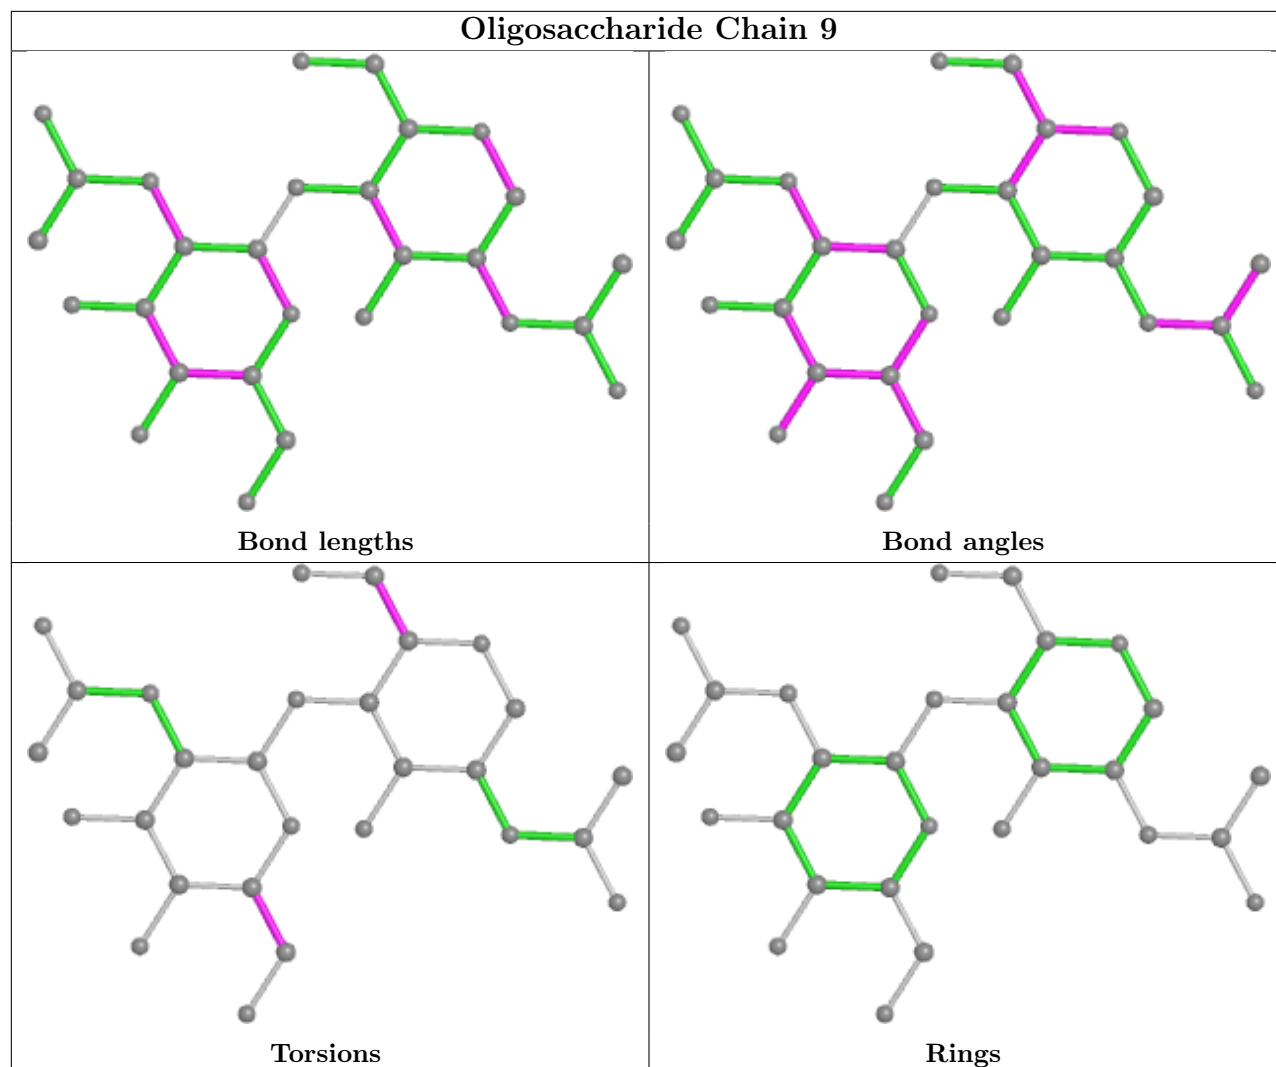 Oligosaccharide Chain 9
Bond lengths
Bond angles
Torsions
Rings